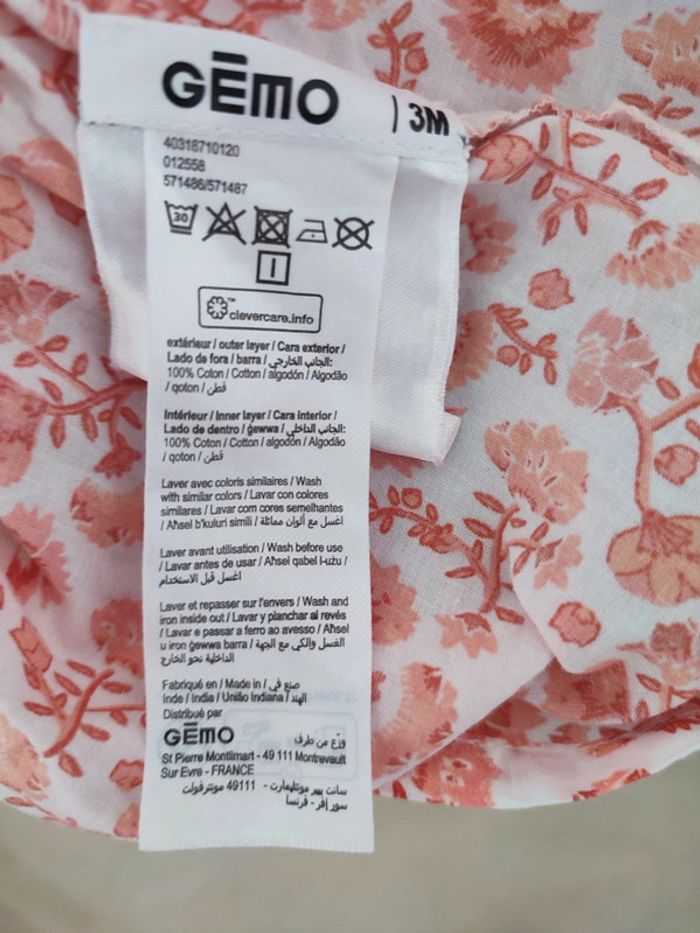 GĒMO
| 3M
40318710120
012558
571486/571487
30
I
™
clevercare.info
extérieur / outer layer / Cara exterior /
Lado de fora / barra / الجانب الخارجي:
100% Coton / Cotton / algodón / Algodão
/ qoton / قطن
Intérieur / Inner layer / Cara interior /
Lado de dentro / ġewwa / الجانب الداخلي:
100% Coton / Cotton / algodón / Algodão
/ qoton / قطن
Laver avec coloris similaires / Wash
with similar colors / Lavar con colores
similares / Lavar com cores semelhantes
/ Aħsel b'kuluri simili / اغسل مع ألوان مماثلة
Laver avant utilisation / Wash before use
/ Lavar antes de usar / Aħsel qabel l-użu /
اغسل قبل الاستخدام
Laver et repasser sur l'envers / Wash and
iron inside out / Lavar y planchar al revés
/ Lavar e passar a ferro ao avesso / Aħsel
u iron ġewwa barra / الغسل والكي مع الجهة
الداخلية نحو الخارج
Fabriqué en / Made in / صنع في
Inde / India / União Indiana / الهند
Distribué par
GĒMO وزع من طرف
St Pierre Montlimart - 49 111 Montrevault
Sur Evre - FRANCE
سانت بيير مونتليمارت - 49111 مونترفولت
سور إفر - فرنسا